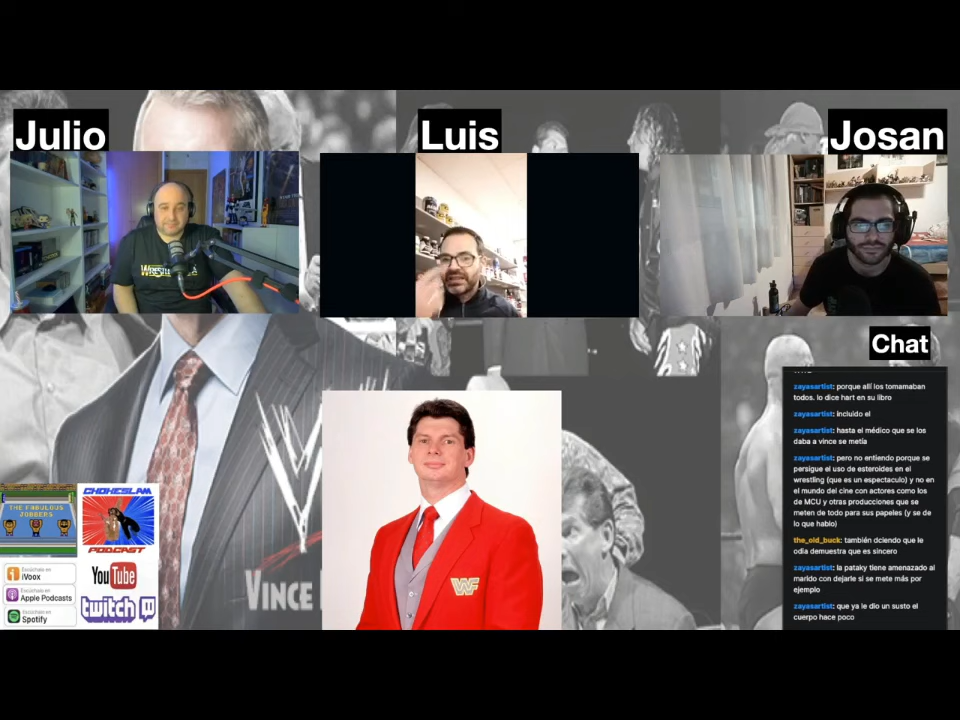 Julio
Luis
Josan
WRESTL
Chat
zayasartist: porque allí los tomamaban
todos. lo dice hart en su libro
zayasartist: incluido el
zayasartist: hasta el médico que se los
daba a vince se metía
zayasartist: pero no entiendo porque se
persigue el uso de esteroides en el
wrestling (que es un espectaculo) y no en
el mundo del cine con actores como los
de MCU y otras producciones que se
meten de todo para sus papeles (y se de
lo que hablo)
the_old_buck: también dciendo que le
odia demuestra que es sincero
zayasartist: la pataky tiene amenazado al
marido con dejarle si se mete más por
ejemplo
zayasartist: que ya le dio un susto el
cuerpo hace poco
WF
VINCE
THE FABULOUS
JOBBERS
CHOKESLAM
PODCAST
Escúchalo en
iVoox
Escúchalo en
Apple Podcasts
Escúchalo en
Spotify
YouTube
twitch